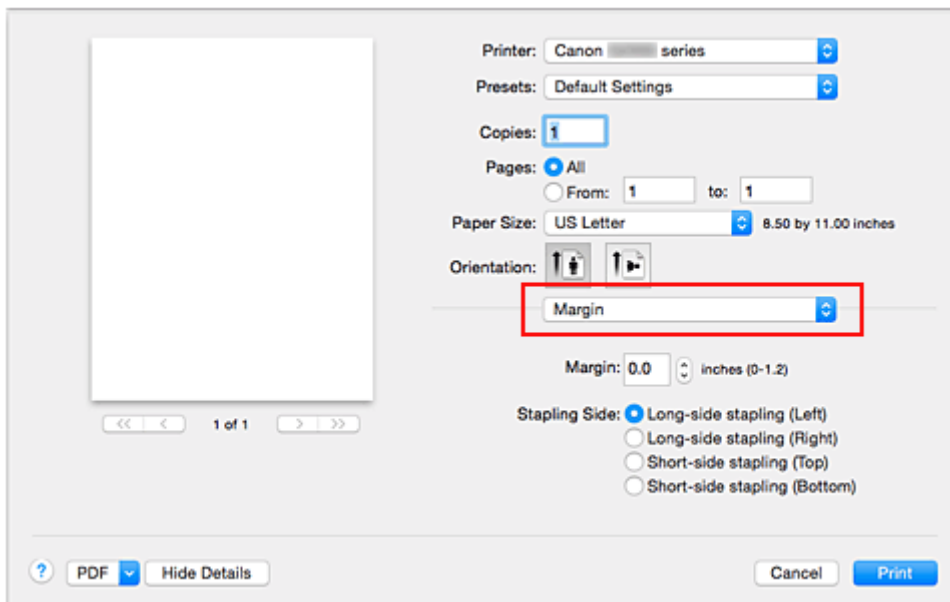 Printer: Canon series
Presets: Default Settings
Copies: 1
Pages: All
From: 1 to: 1
Paper Size: US Letter 8.50 by 11.00 inches
Orientation:
Margin
Margin: 0.0 inches (0-1.2)
Stapling Side: Long-side stapling (Left)
Long-side stapling (Right)
Short-side stapling (Top)
Short-side stapling (Bottom)
<< < 1 of 1 > >>
? PDF Hide Details Cancel Print